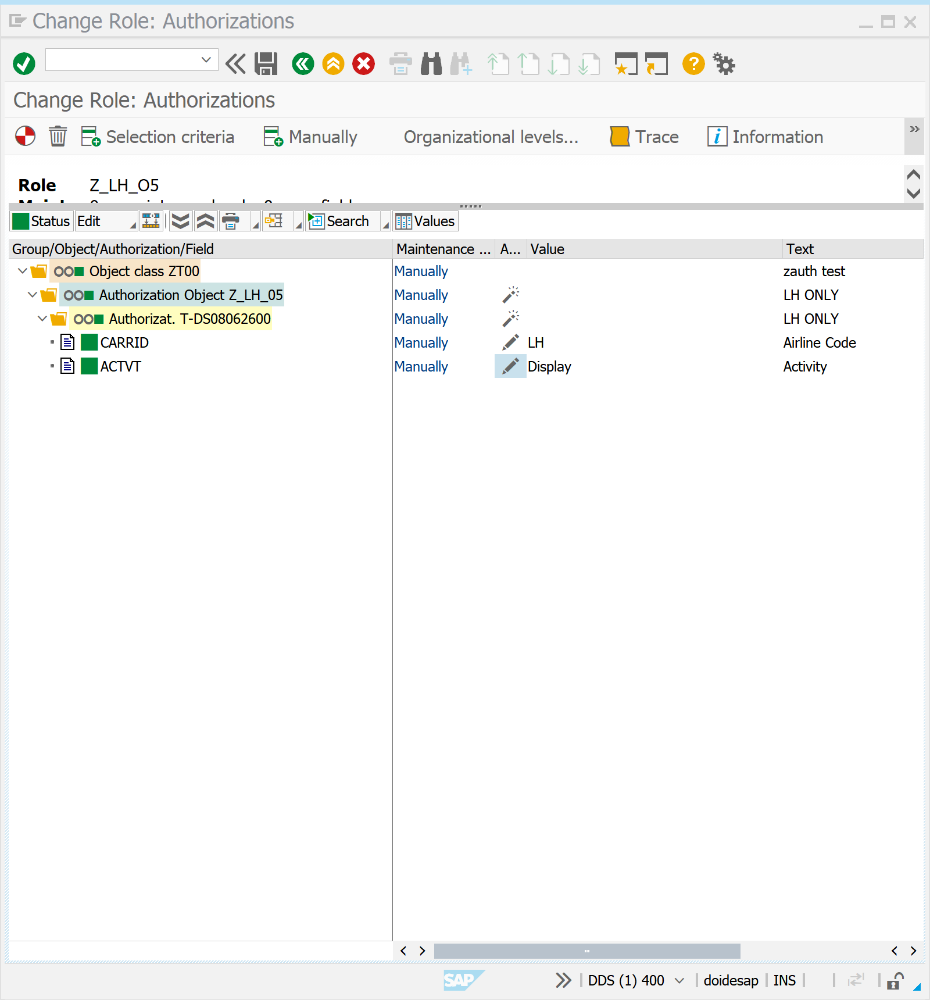 Change Role: Authorizations
Change Role: Authorizations
Selection criteria Manually Organizational levels... Trace Information
Role Z_LH_O5
Status Edit Search Values
Group/Object/Authorization/Field Maintenance ... A... Value Text
Object class ZT00 Manually zauth test
Authorization Object Z_LH_05 Manually LH ONLY
Authorizat. T-DS08062600 Manually LH ONLY
CARRID Manually LH Airline Code
ACTVT Manually Display Activity
SAP DDS (1) 400 doidesap INS